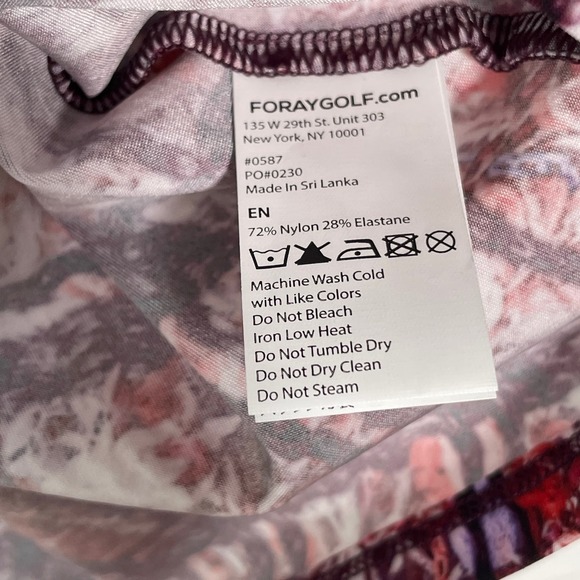 FORAYGOLF.com
135 W 29th St. Unit 303
New York, NY 10001
#0587
PO#0230
Made In Sri Lanka
EN
72% Nylon 28% Elastane
Machine Wash Cold
with Like Colors
Do Not Bleach
Iron Low Heat
Do Not Tumble Dry
Do Not Dry Clean
Do Not Steam